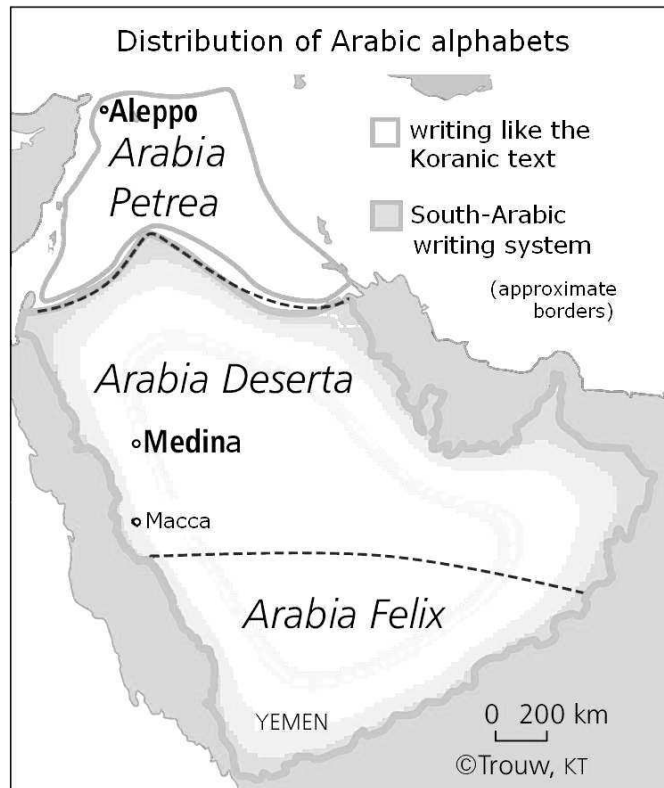 Distribution of Arabic alphabets
Aleppo
Arabia
Petrea
writing like the
Koranic text
South-Arabic
writing system
(approximate
borders)
Arabia Deserta
Medina
Macca
Arabia Felix
YEMEN
0 200 km
©Trouw, KT